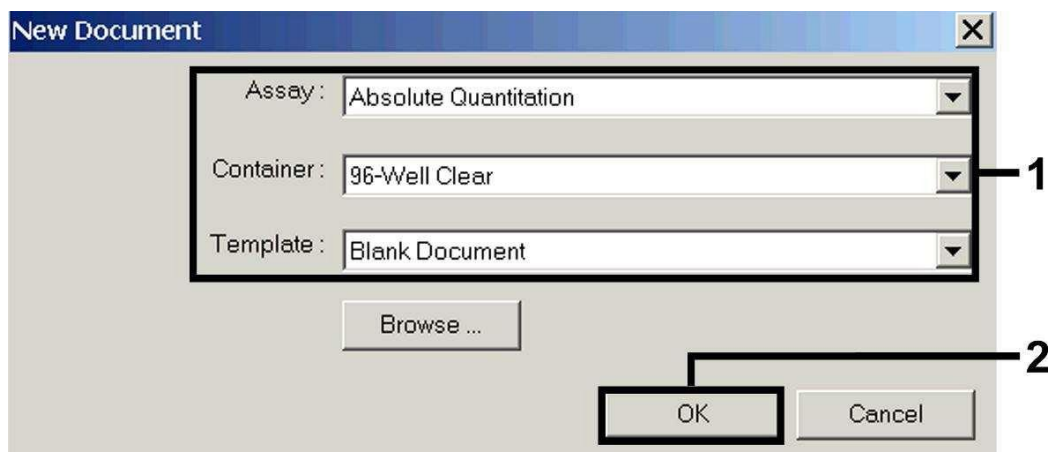 New Document
Assay : Absolute Quantitation
Container : 96-Well Clear
1
Template : Blank Document
Browse ...
2
OK Cancel